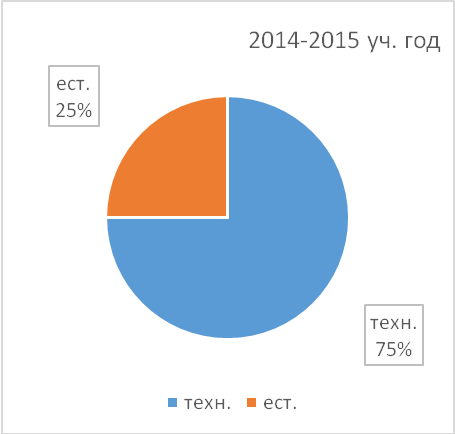 2014-2015 уч. год
ест.
25%
техн.
75%
техн. ест.